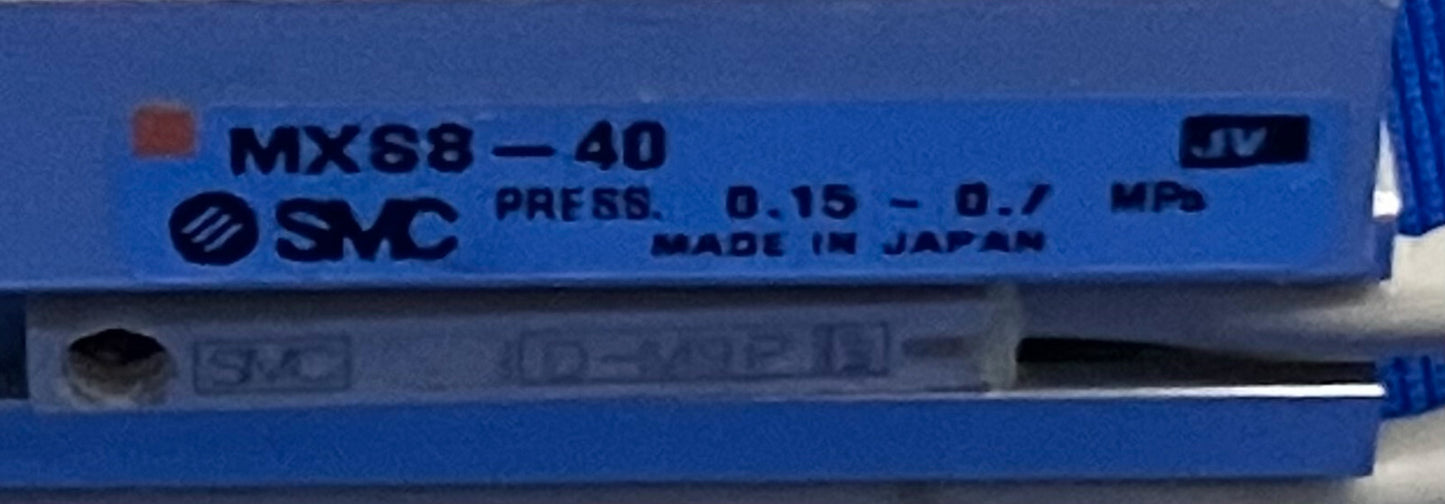 MXS8-40
JV
SMC PRESS. 0.15 - 0.7 MPa
MADE IN JAPAN
SMC